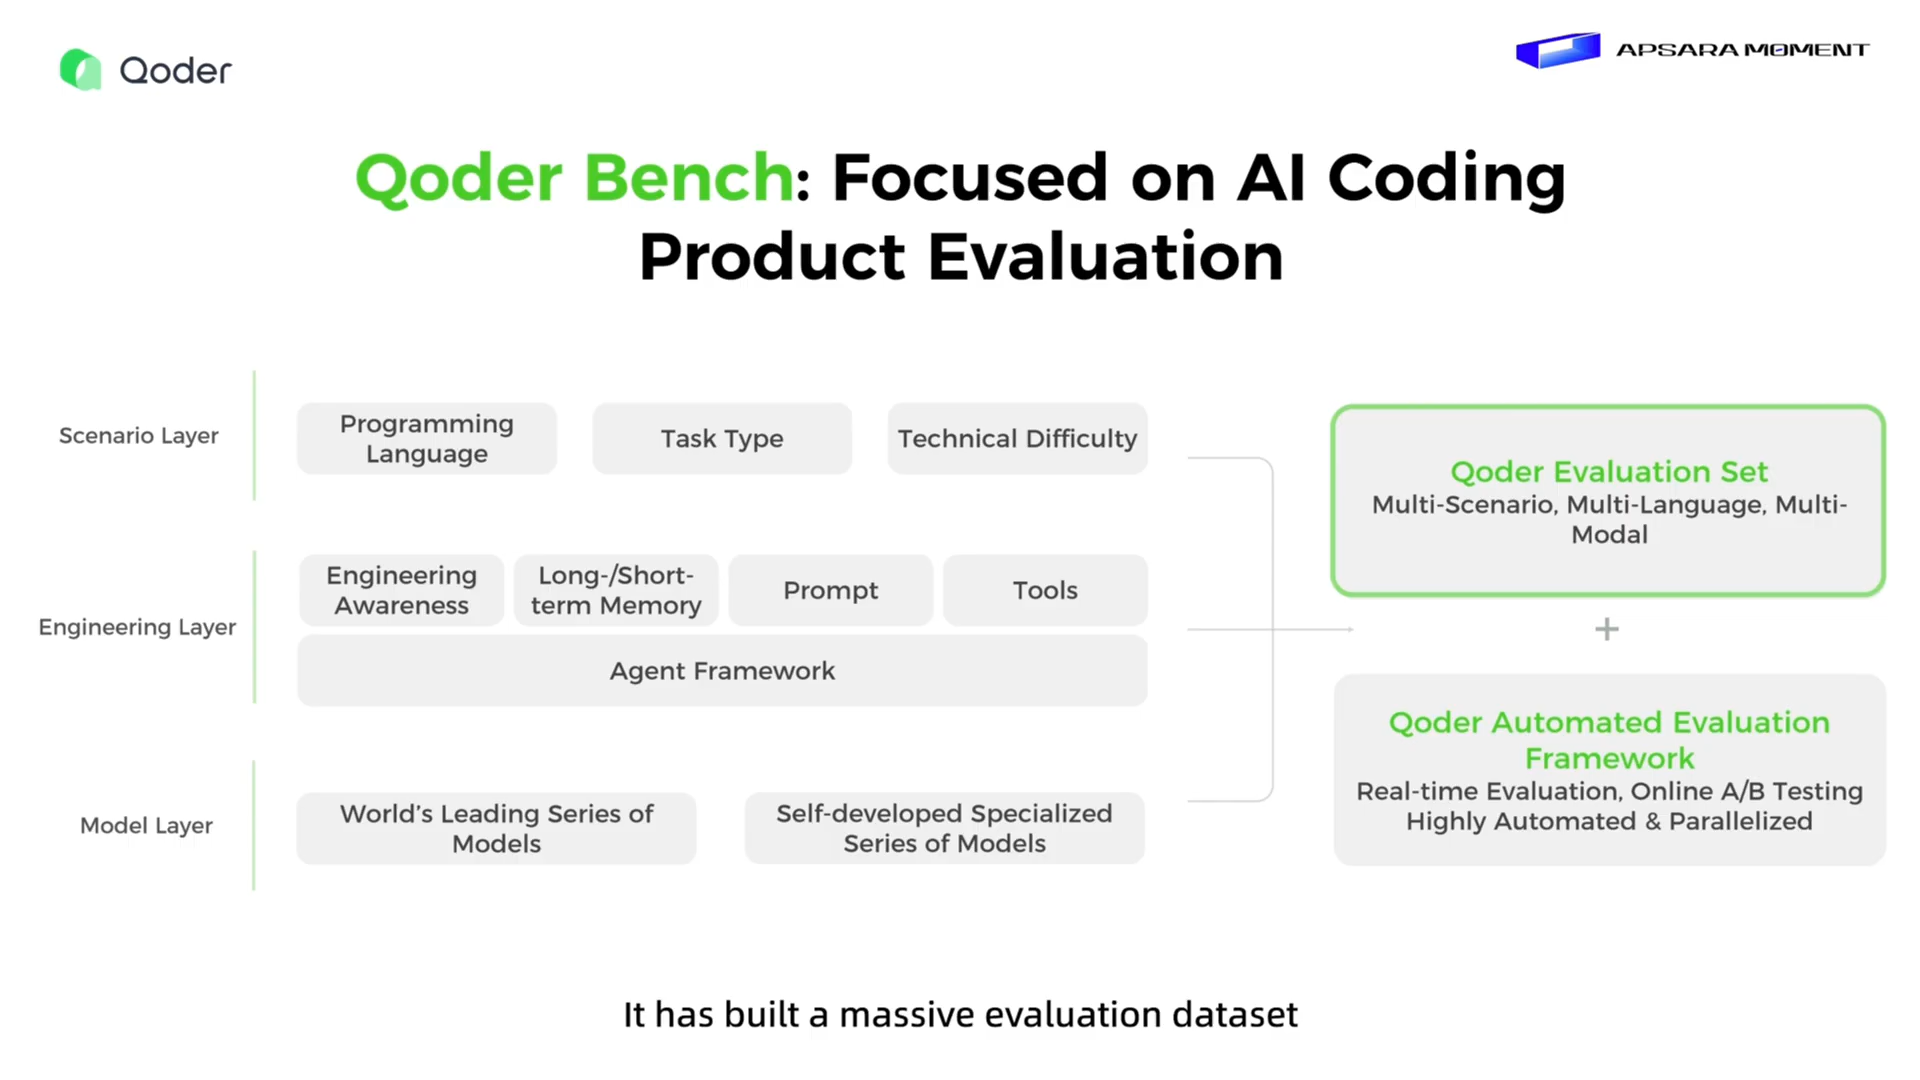 Qoder
APSARA MOMENT
Qoder Bench: Focused on AI Coding
Product Evaluation
Scenario Layer
Programming
Language
Task Type
Technical Difficulty
Engineering Layer
Engineering
Awareness
Long-/Short-
term Memory
Prompt
Tools
Agent Framework
Model Layer
World’s Leading Series of
Models
Self-developed Specialized
Series of Models
Qoder Evaluation Set
Multi-Scenario, Multi-Language, Multi-
Modal
+
Qoder Automated Evaluation
Framework
Real-time Evaluation, Online A/B Testing
Highly Automated & Parallelized
It has built a massive evaluation dataset